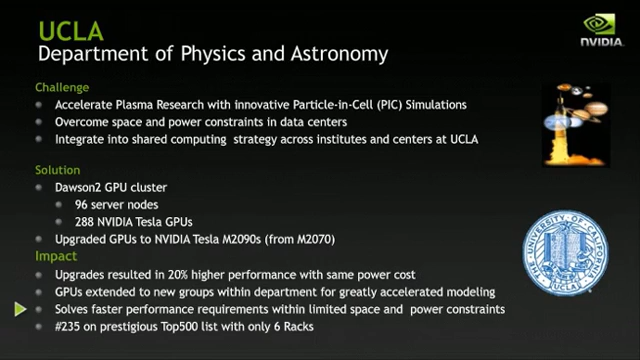 UCLA
Department of Physics and Astronomy
NVIDIA.
Challenge
Accelerate Plasma Research with innovative Particle-in-Cell (PIC) Simulations
Overcome space and power constraints in data centers
Integrate into shared computing strategy across institutes and centers at UCLA
Solution
Dawson2 GPU cluster
96 server nodes
288 NVIDIA Tesla GPUs
Upgraded GPUs to NVIDIA Tesla M2090s (from M2070)
Impact
Upgrades resulted in 20% higher performance with same power cost
GPUs extended to new groups within department for greatly accelerated modeling
Solves faster performance requirements within limited space and power constraints
#235 on prestigious Top500 list with only 6 Racks
THE UNIVERSITY OF CALIFORNIA
UCLA